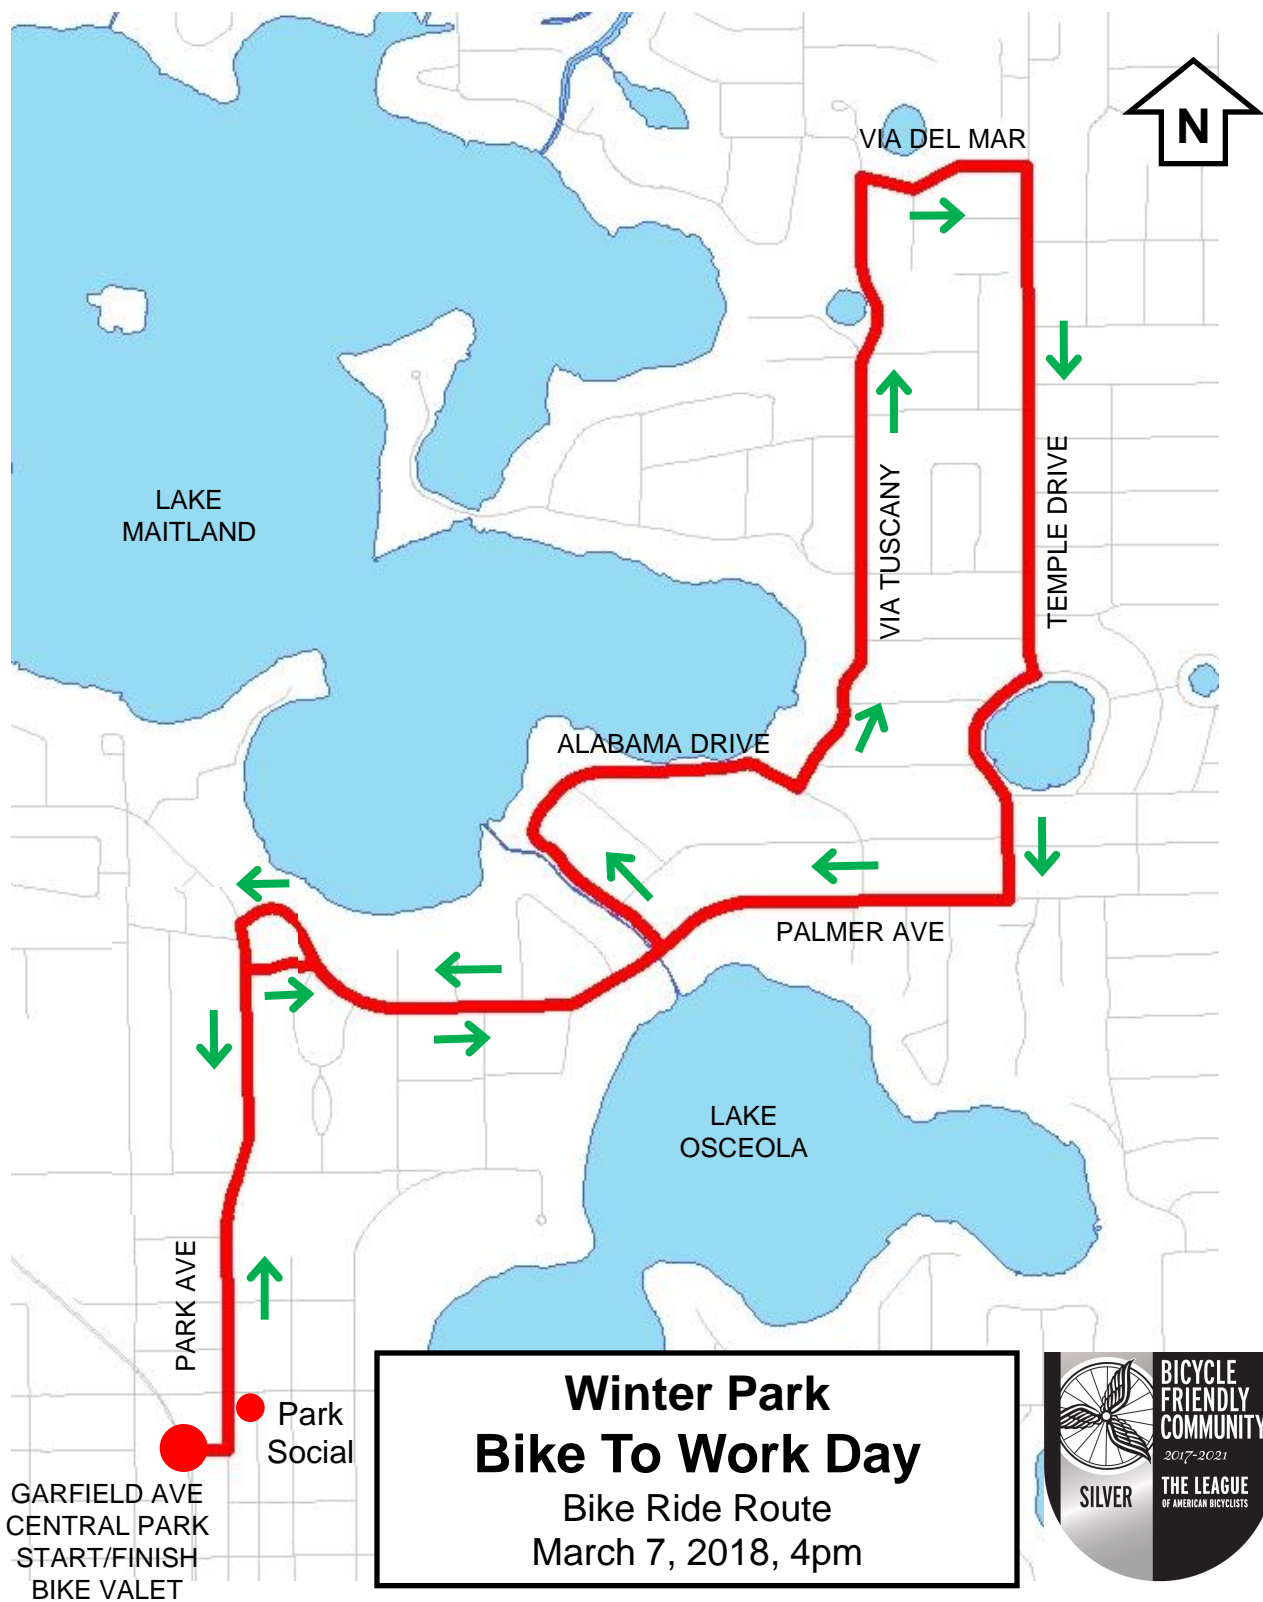 N
VIA DEL MAR
LAKE
MAITLAND
VIA TUSCANY
TEMPLE DRIVE
ALABAMA DRIVE
PALMER AVE
LAKE
OSCEOLA
PARK AVE
Park
Social
GARFIELD AVE
CENTRAL PARK
START/FINISH
BIKE VALET
Winter Park
Bike To Work Day
Bike Ride Route
March 7, 2018, 4pm
BICYCLE
FRIENDLY
COMMUNITY
2017-2021
SILVER
THE LEAGUE
OF AMERICAN BICYCLISTS